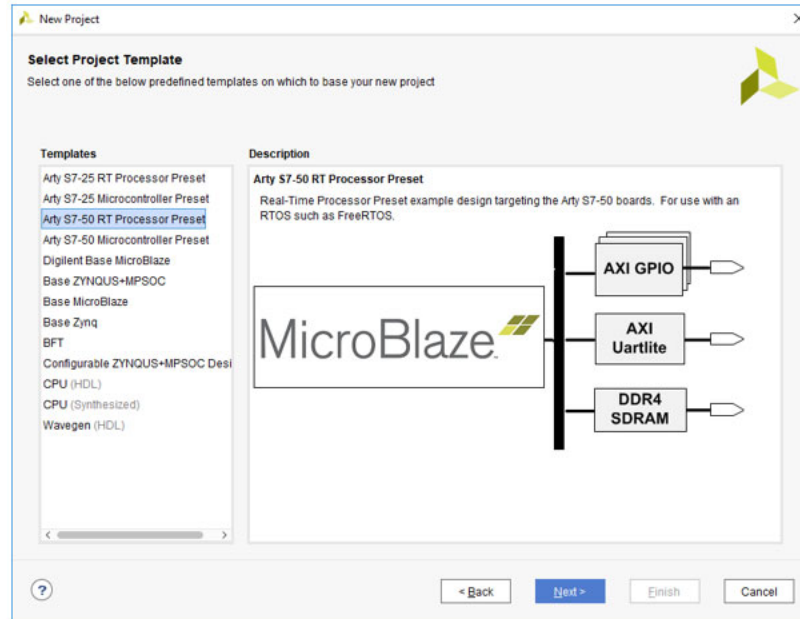 New Project
Select Project Template
Select one of the below predefined templates on which to base your new project
Templates
Arty S7-25 RT Processor Preset
Arty S7-25 Microcontroller Preset
Arty S7-50 RT Processor Preset
Arty S7-50 Microcontroller Preset
Digilent Base MicroBlaze
Base ZYNQUS+MPSOC
Base MicroBlaze
Base Zynq
BFT
Configurable ZYNQUS+MPSOC Desi
CPU (HDL)
CPU (Synthesized)
Wavegen (HDL)
Description
Arty S7-50 RT Processor Preset
Real-Time Processor Preset example design targeting the Arty S7-50 boards. For use with an
RTOS such as FreeRTOS.
MicroBlaze
AXI GPIO
AXI
Uartlite
DDR4
SDRAM
?
< Back
Next >
Finish
Cancel